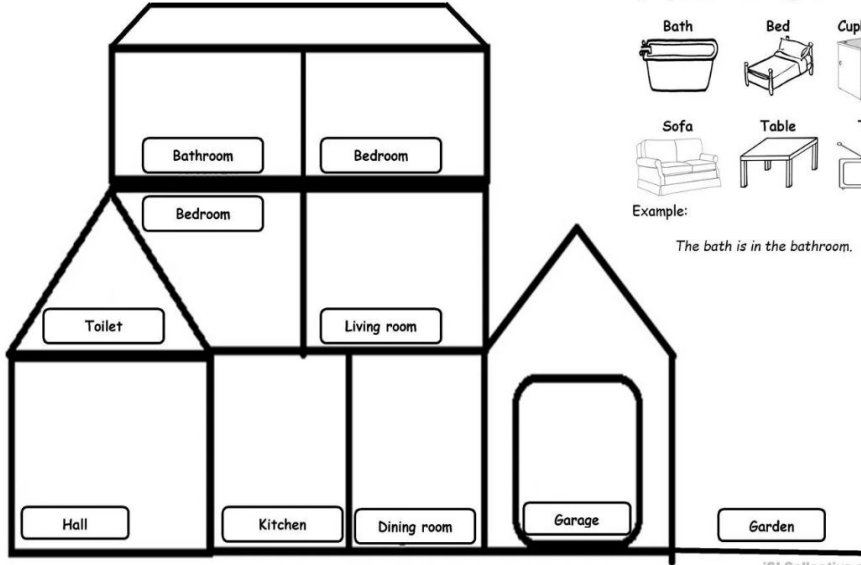 Bath Bed
Sofa Table
Example:
The bath is in the bathroom.
Bathroom Bedroom
Bedroom
Toilet Living room
Hall Kitchen Dining room Garage Garden